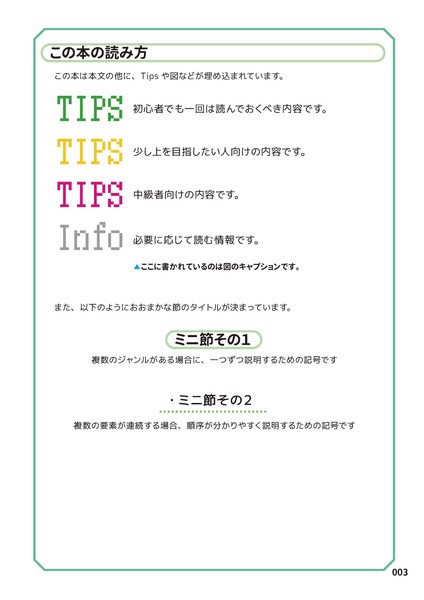 この本の読み方
この本は本文の他に、Tips や図などが埋め込まれています。
TIPS 初心者でも一回は読んでおくべき内容です。
TIPS 少し上を目指したい人向けの内容です。
TIPS 中級者向けの内容です。
Info 必要に応じて読む情報です。
▲ここに書かれているのは図のキャプションです。
また、以下のようにおおまかな節のタイトルが決まっています。
ミニ節その1
複数のジャンルがある場合に、一つずつ説明するための記号です
・ミニ節その２
複数の要素が連続する場合、順序が分かりやすく説明するための記号です
003